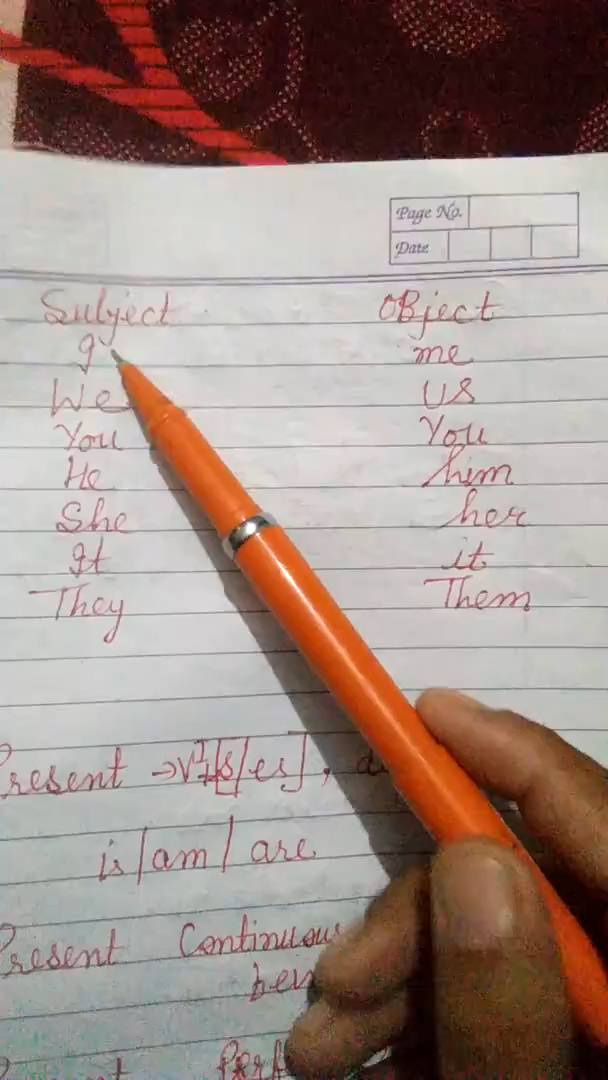 Page No.
Date
Subject Object
I me
We us
You You
He him
She her
It it
They Them
Present → V¹+[s/es],
is/am/are
Present Continuous
Present